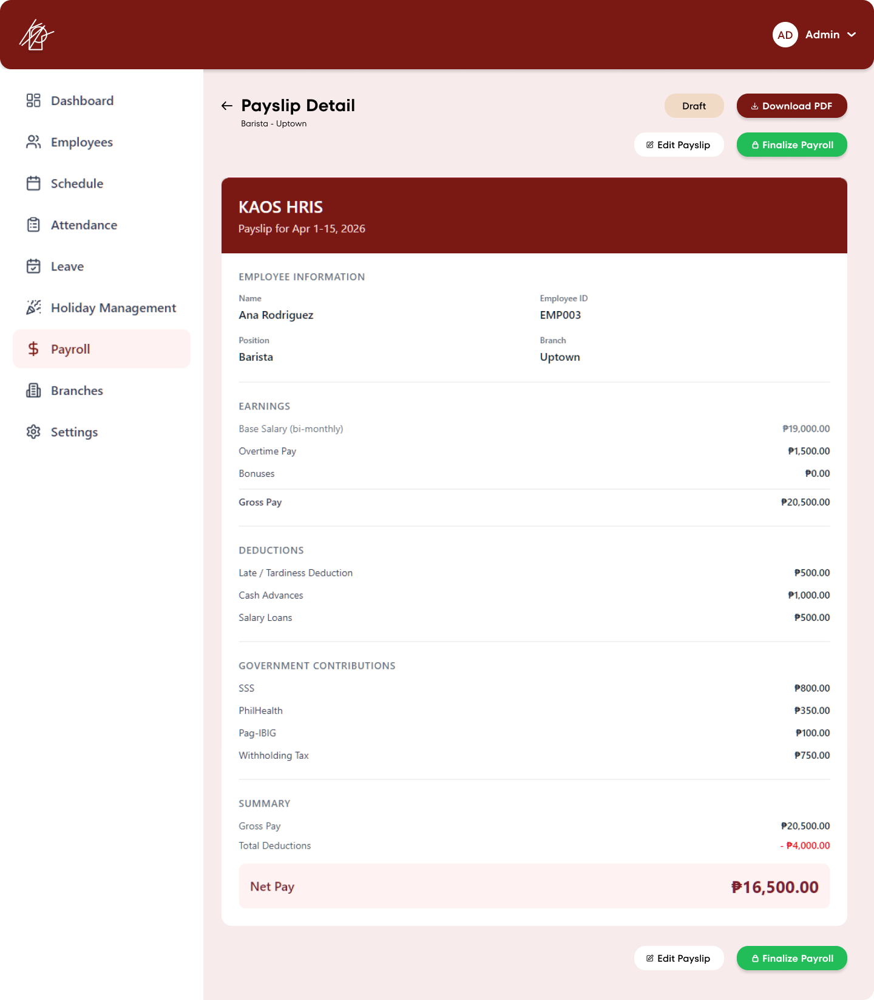 AD Admin
Dashboard
Employees
Schedule
Attendance
Leave
Holiday Management
Payroll
Branches
Settings
Payslip Detail
Barista - Uptown
Draft
Download PDF
Edit Payslip
Finalize Payroll
KAOS HRIS
Payslip for Apr 1-15, 2026
EMPLOYEE INFORMATION
Name
Ana Rodriguez
Employee ID
EMP003
Position
Barista
Branch
Uptown
EARNINGS
Base Salary (bi-monthly) ₱19,000.00
Overtime Pay ₱1,500.00
Bonuses ₱0.00
Gross Pay ₱20,500.00
DEDUCTIONS
Late / Tardiness Deduction ₱500.00
Cash Advances ₱1,000.00
Salary Loans ₱500.00
GOVERNMENT CONTRIBUTIONS
SSS ₱800.00
PhilHealth ₱350.00
Pag-IBIG ₱100.00
Withholding Tax ₱750.00
SUMMARY
Gross Pay ₱20,500.00
Total Deductions - ₱4,000.00
Net Pay ₱16,500.00
Edit Payslip
Finalize Payroll